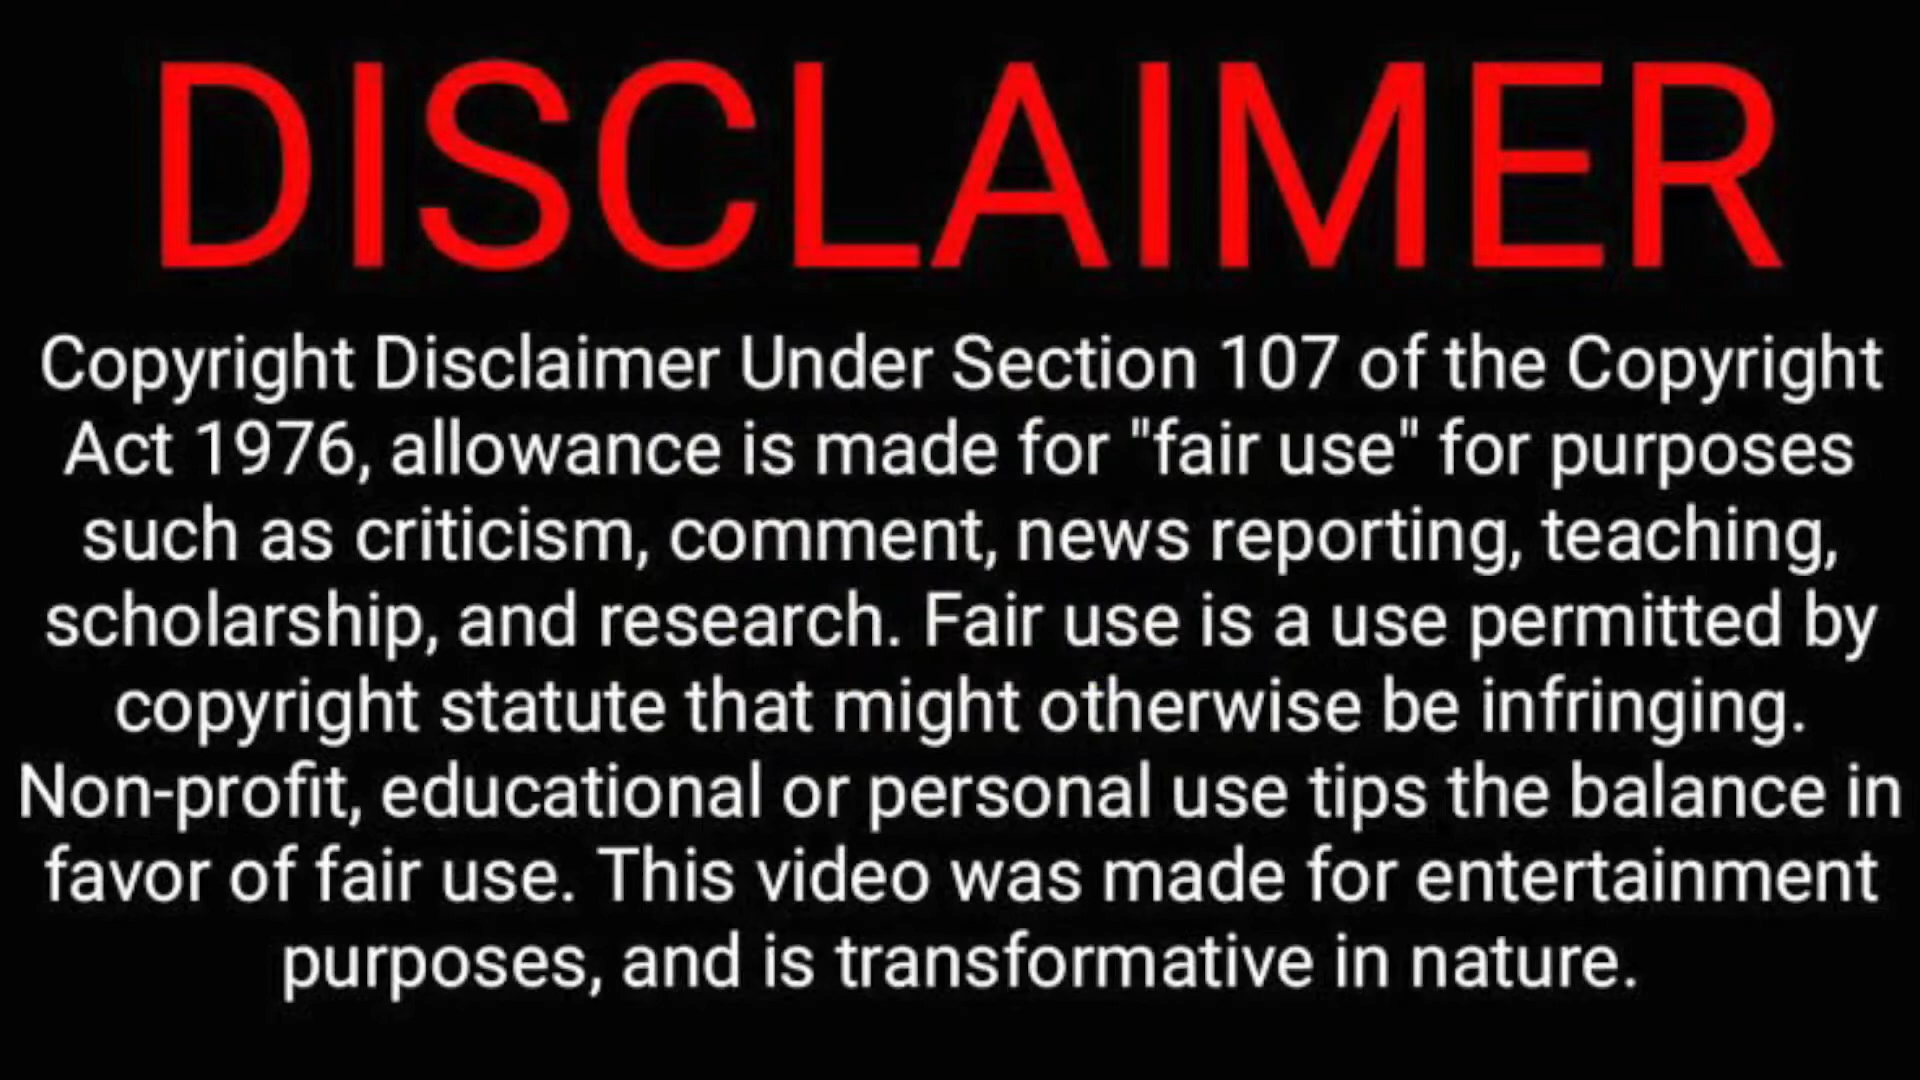 DISCLAIMER
Copyright Disclaimer Under Section 107 of the Copyright
Act 1976, allowance is made for "fair use" for purposes
such as criticism, comment, news reporting, teaching,
scholarship, and research. Fair use is a use permitted by
copyright statute that might otherwise be infringing.
Non-profit, educational or personal use tips the balance in
favor of fair use. This video was made for entertainment
purposes, and is transformative in nature.